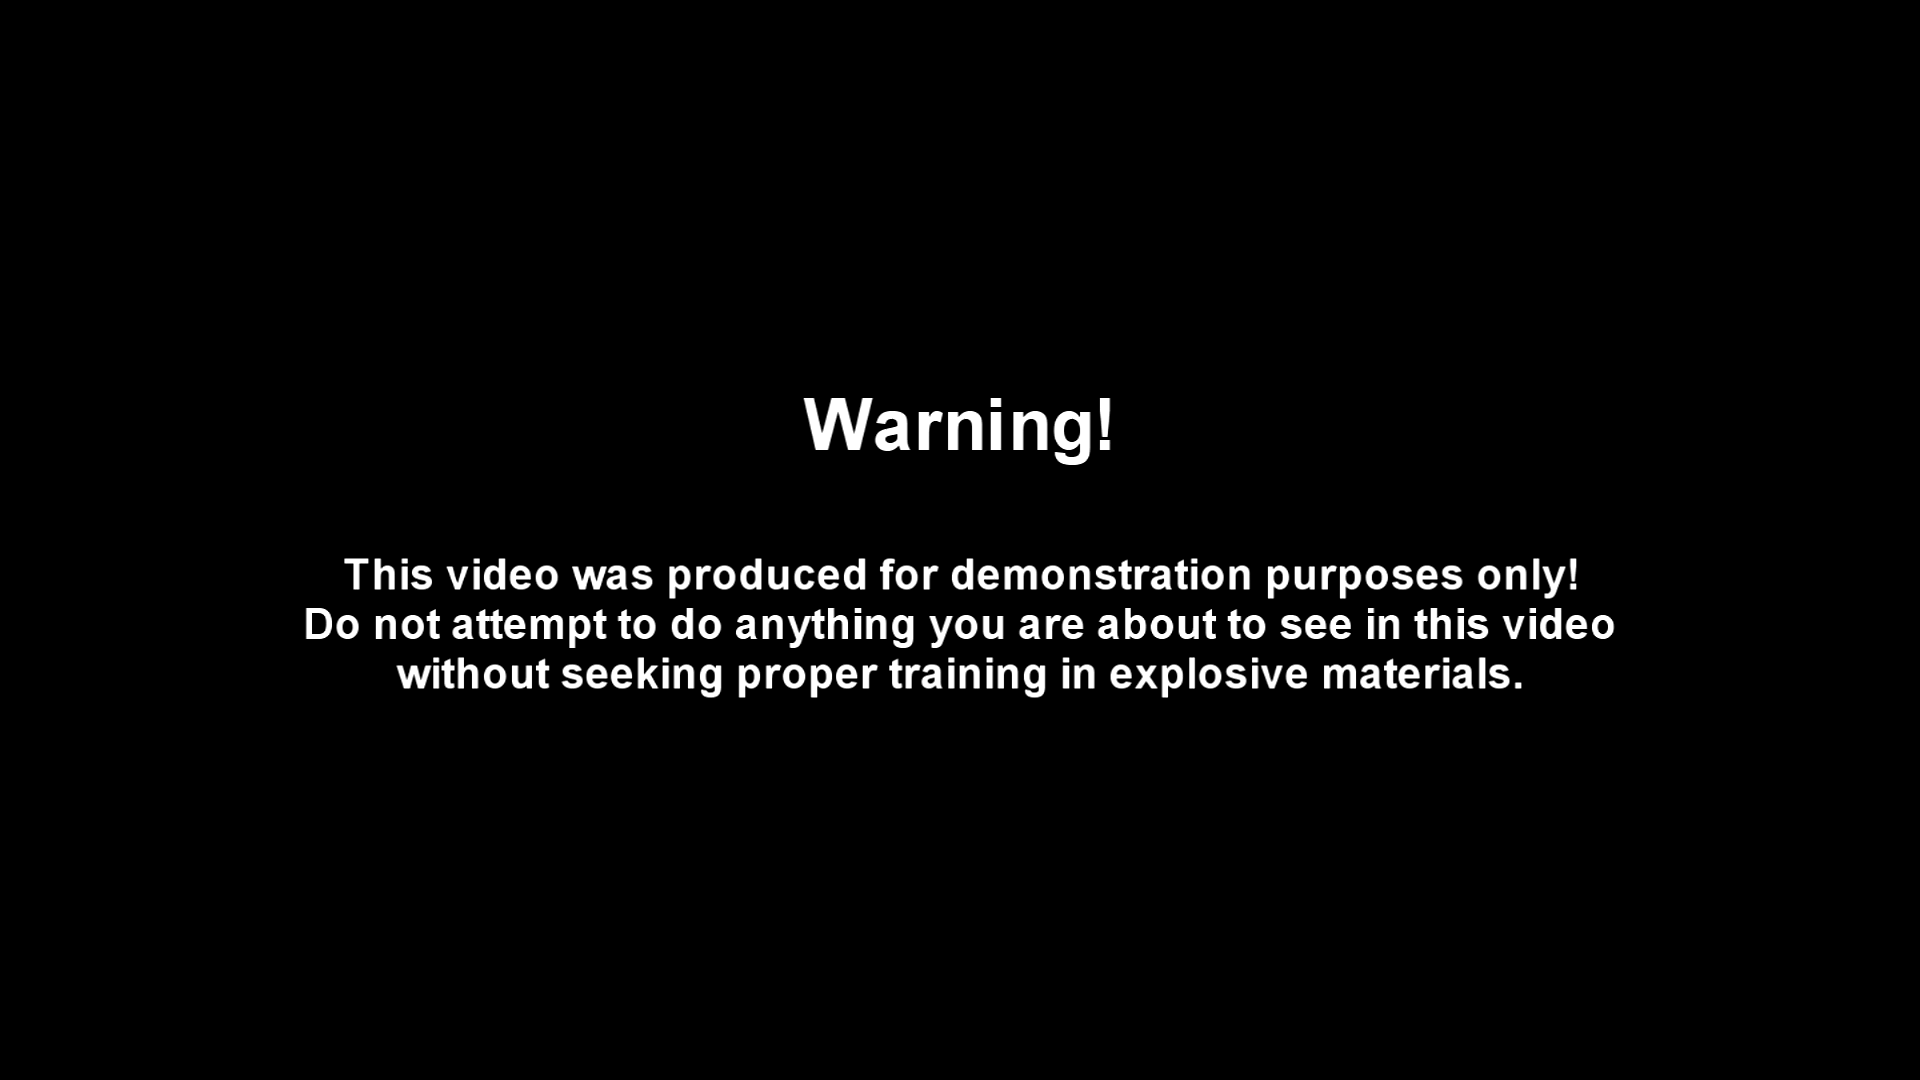 Warning!
This video was produced for demonstration purposes only!
Do not attempt to do anything you are about to see in this video
without seeking proper training in explosive materials.